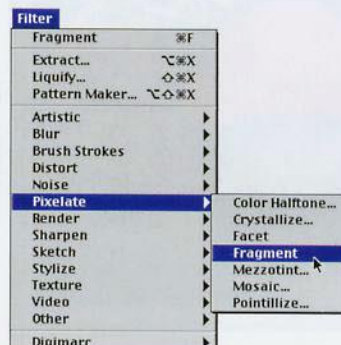 Filter
Fragment ⌘F
Extract... ⌥⌘X
Liquify... ⇧⌘X
Pattern Maker... ⌥⇧⌘X
Artistic
Blur
Brush Strokes
Distort
Noise
Pixelate
Render
Sharpen
Sketch
Stylize
Texture
Video
Other
Digimarc
Color Halftone...
Crystallize...
Facet
Fragment
Mezzotint...
Mosaic...
Pointillize...